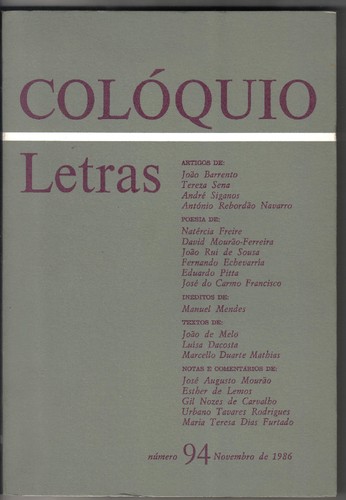 COLÓQUIO
Letras
ARTIGOS DE:
João Barrento
Tereza Sena
André Siganos
António Rebordão Navarro
POESIA DE:
Natércia Freire
David Mourão-Ferreira
João Rui de Sousa
Fernando Echevarría
Eduardo Pitta
José do Carmo Francisco
INÉDITOS DE:
Manuel Mendes
TEXTOS DE:
João de Melo
Luísa Dacosta
Marcello Duarte Mathias
NOTAS E COMENTÁRIOS DE:
José Augusto Mourão
Esther de Lemos
Gil Nozes de Carvalho
Urbano Tavares Rodrigues
Maria Teresa Dias Furtado
número 94 Novembro de 1986